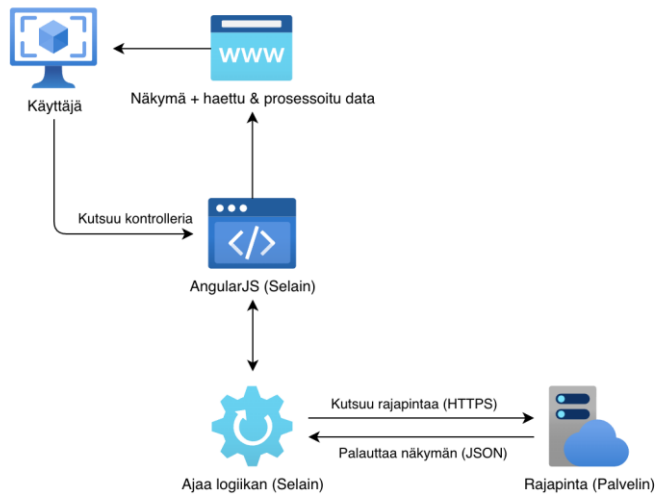 WWW
Käyttäjä
Näkymä + haettu & prosessoitu data
Kutsuu kontrolleria
</>
AngularJS (Selain)
Kutsuu rajapintaa (HTTPS)
Palauttaa näkymän (JSON)
Ajaa logiikan (Selain)
Rajapinta (Palvelin)